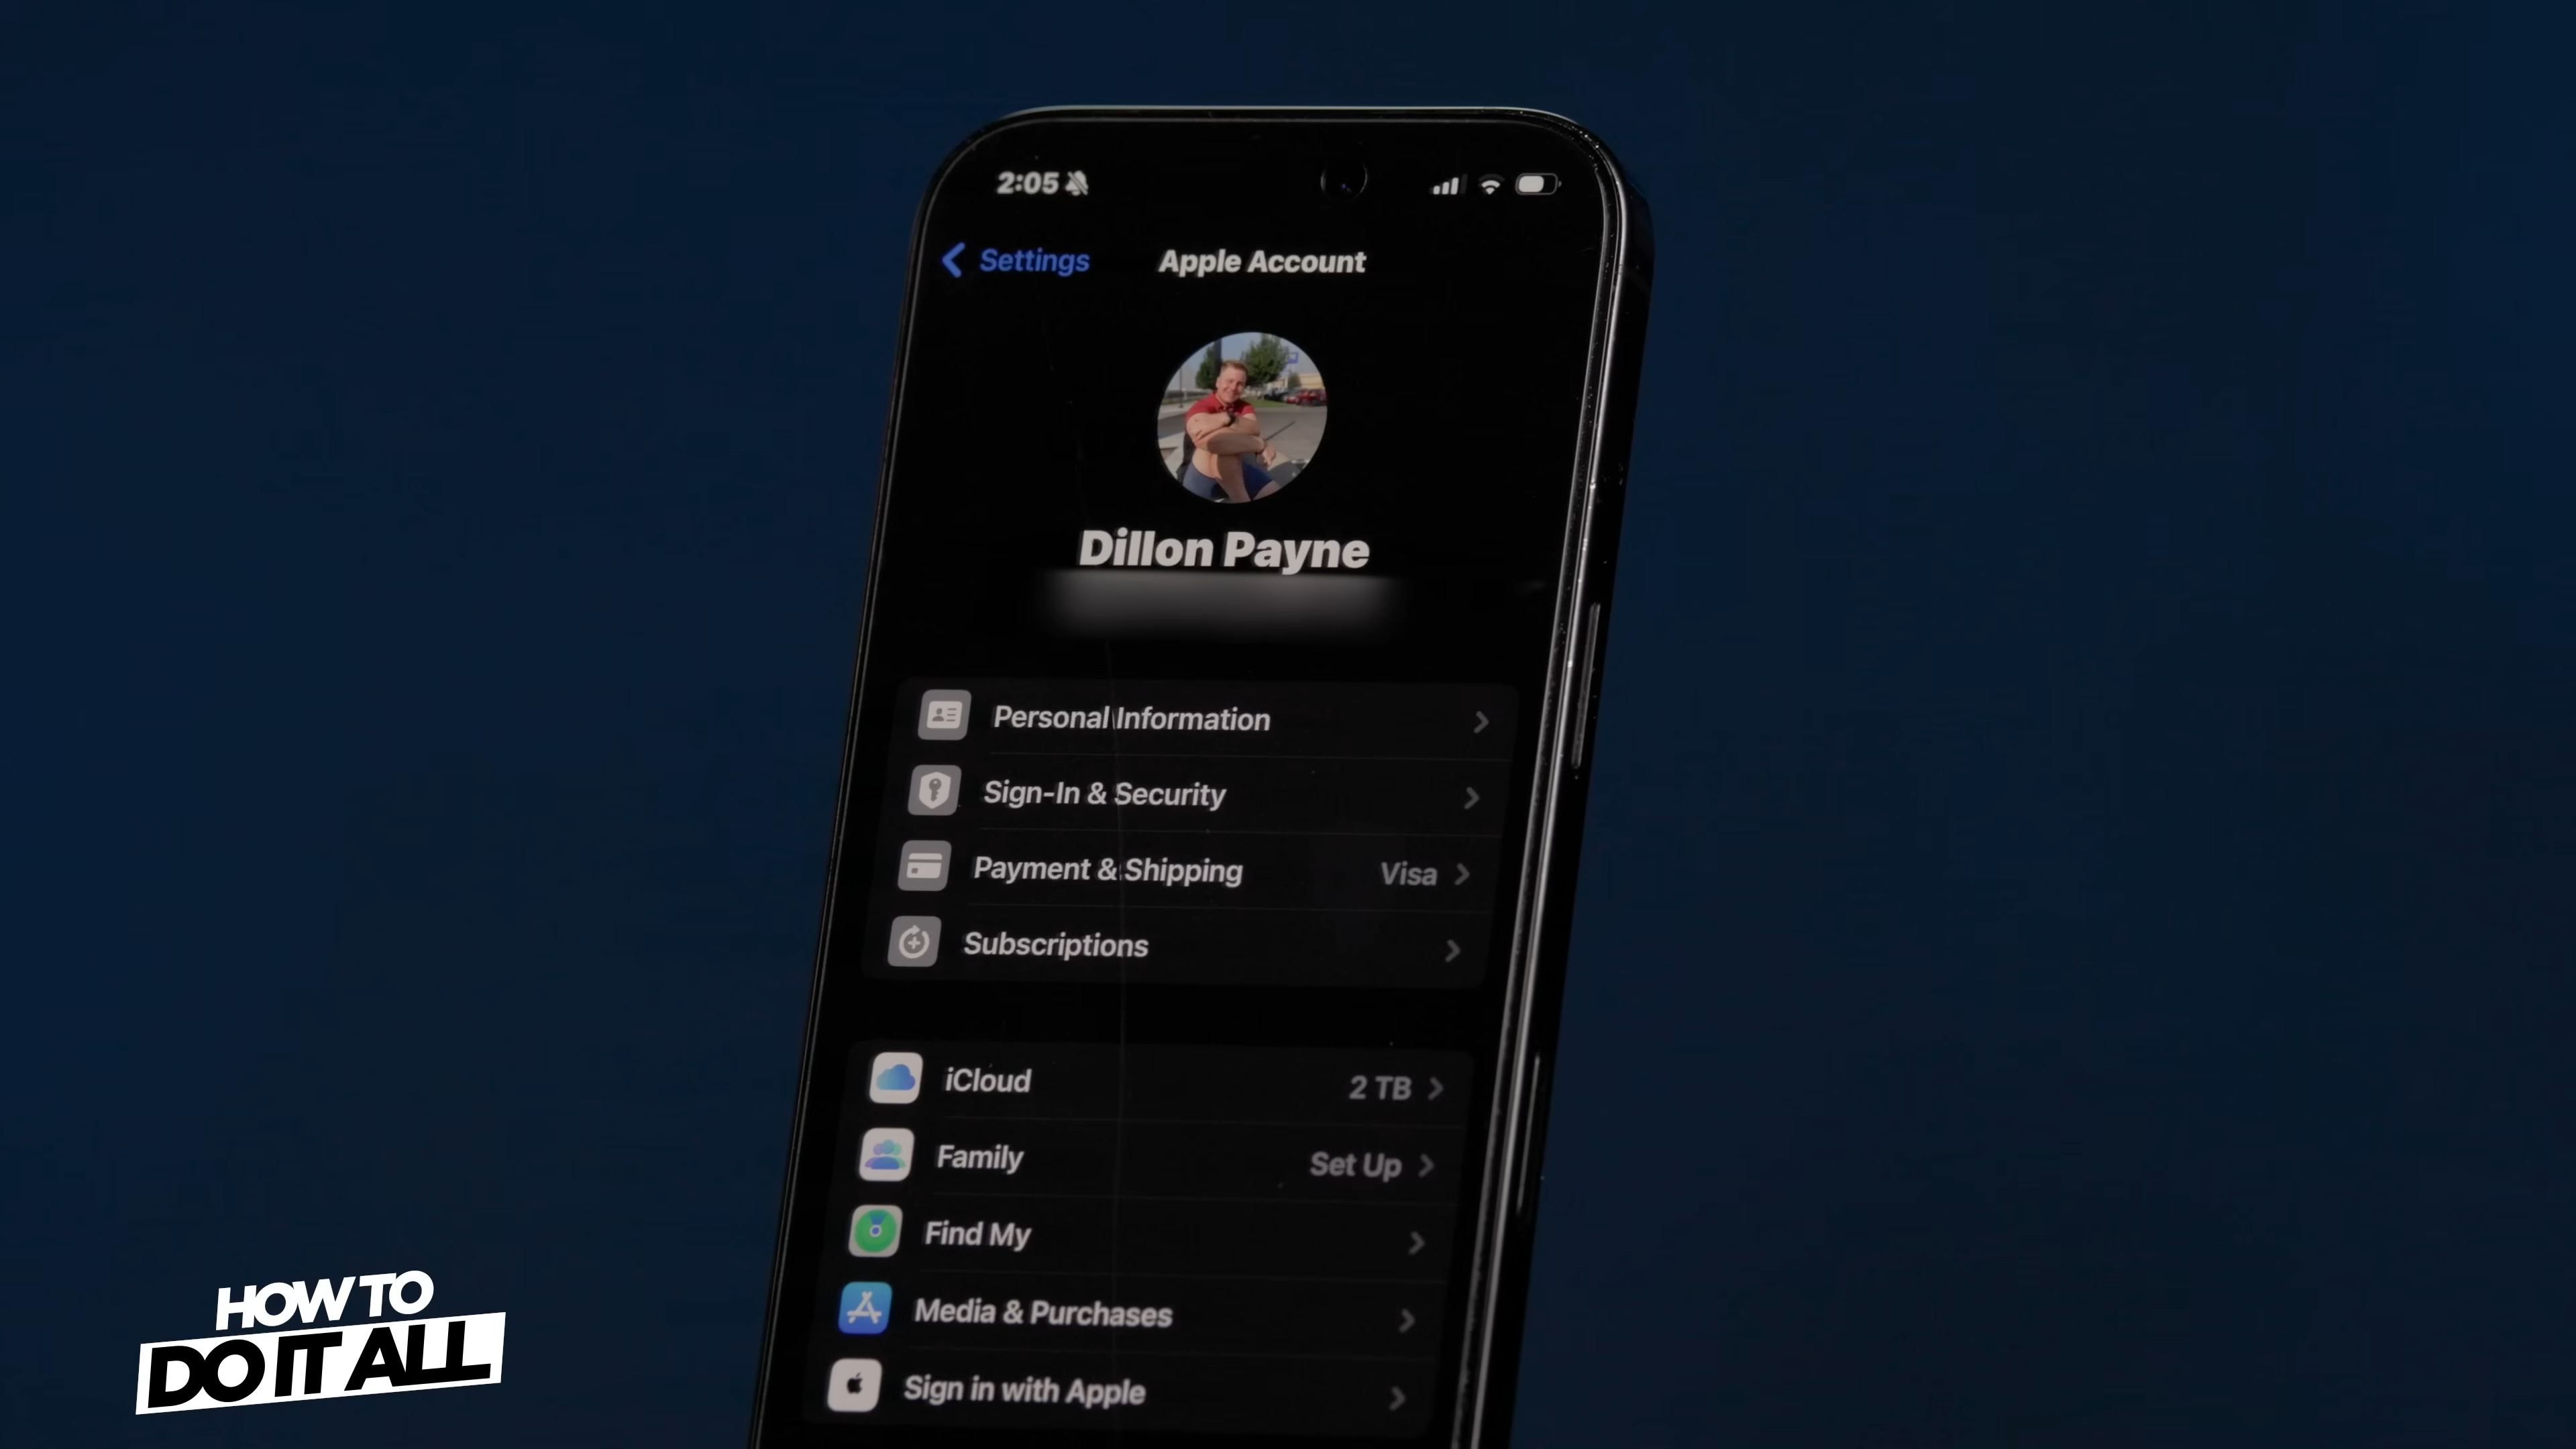 2:05
Settings
Apple Account
Dillon Payne
Personal Information
Sign-In & Security
Payment & Shipping Visa
Subscriptions
iCloud 2 TB
Family Set Up
Find My
Media & Purchases
Sign in with Apple
HOW TO
DO IT ALL